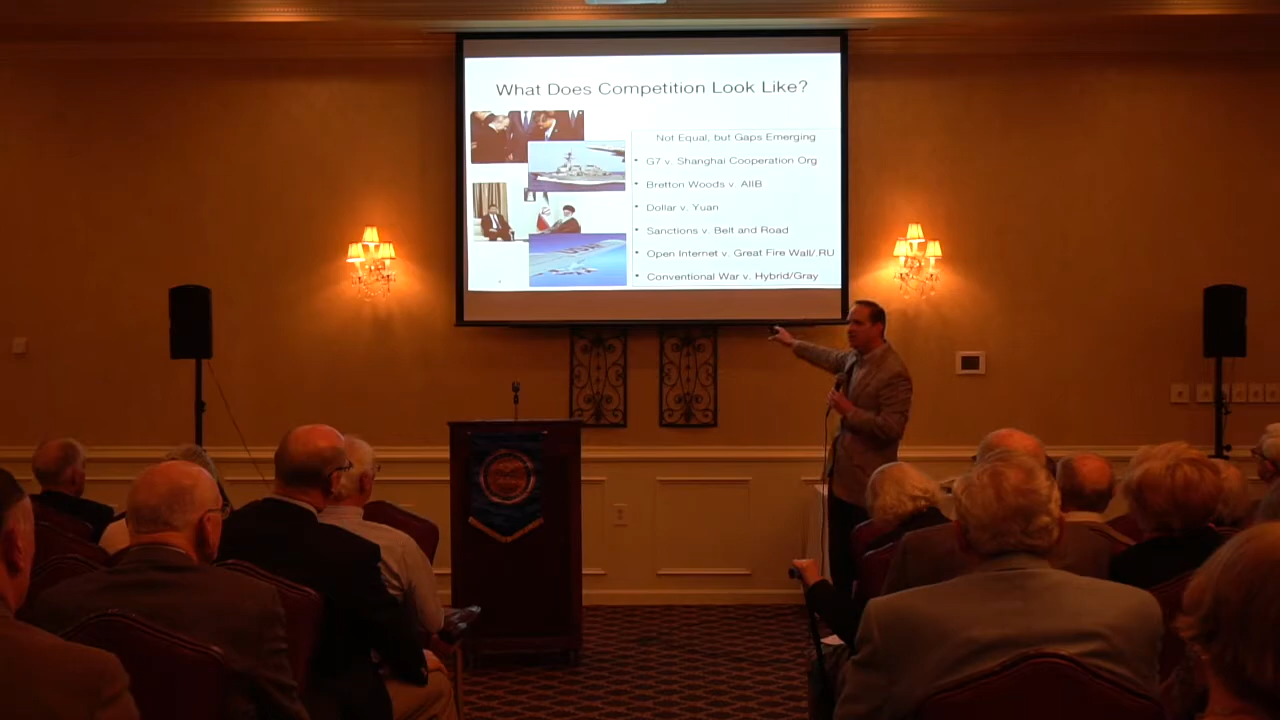 What Does Competition Look Like?
Not Equal, but Gaps Emerging
• G7 v. Shanghai Cooperation Org
• Bretton Woods v. AIIB
• Dollar v. Yuan
• Sanctions v. Belt and Road
• Open Internet v. Great Fire Wall/.RU
• Conventional War v. Hybrid/Gray